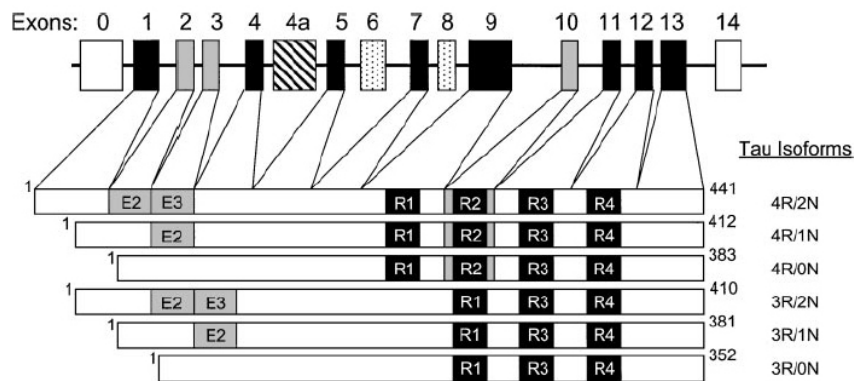 Exons: 0 1 2 3 4 4a 5 6 7 8 9 10 11 12 13 14
Tau Isoforms
1 E2 E3 R1 R2 R3 R4 441 4R/2N
1 E2 R1 R2 R3 R4 412 4R/1N
1 R1 R2 R3 R4 383 4R/0N
1 E2 E3 R1 R3 R4 410 3R/2N
1 E2 R1 R3 R4 381 3R/1N
1 R1 R3 R4 352 3R/0N